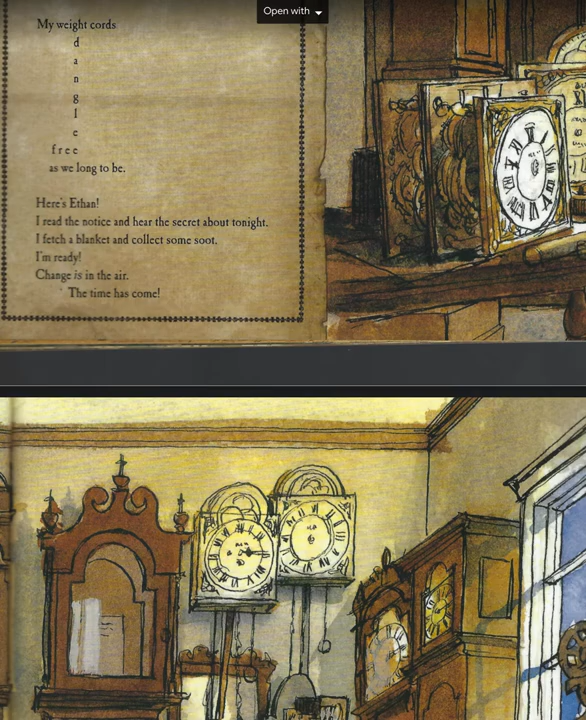 Open with
My weight cords
d
a
n
g
l
e
free
as we long to be.
Here's Ethan!
I read the notice and hear the secret about tonight.
I fetch a blanket and collect some soot.
I'm ready!
Change is in the air.
The time has come!